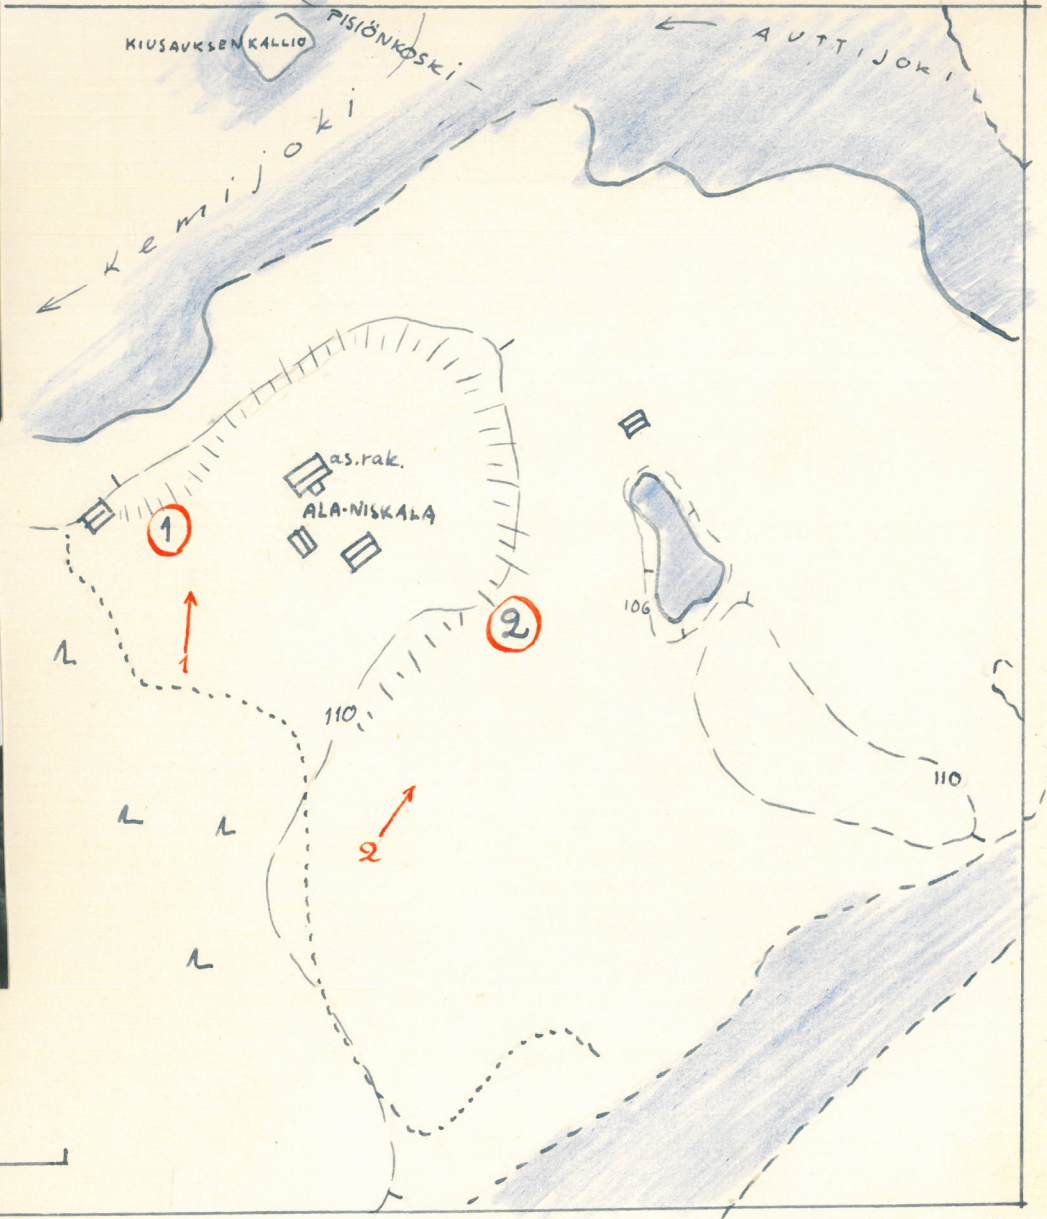 PISIÖNKOSKI
KIUSAUKSENKALLIO
AUTTIJOKI
Kemijoki
as.rak.
ALA-NISKALA
1
1
2
106
110
110
2